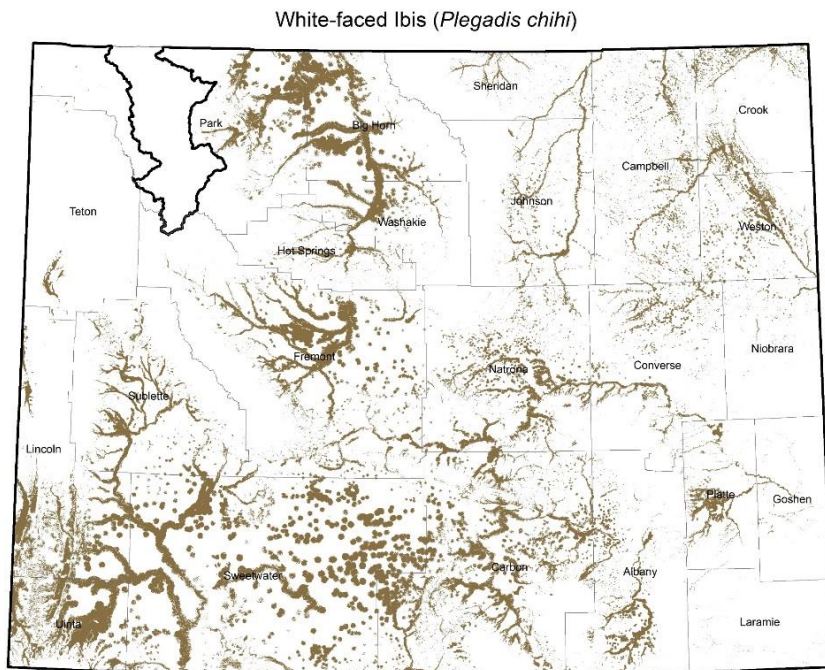 White-faced Ibis (Plegadis chihi)
Sheridan
Crook
Park
Big Horn
Campbell
Johnson
Teton
Washakie
Weston
Hot Springs
Fremont
Natrona
Converse
Niobrara
Sublette
Lincoln
Platte
Goshen
Sweetwater
Carbon
Albany
Uinta
Laramie